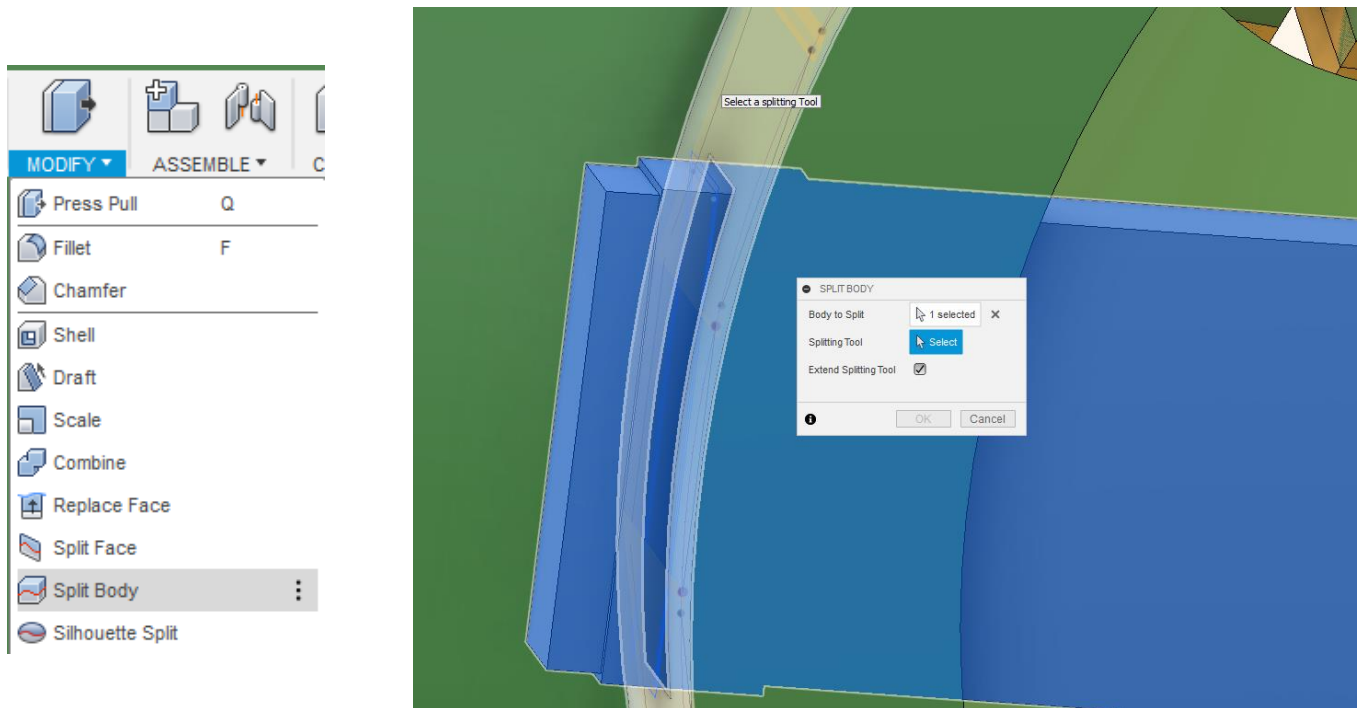 MODIFY ▼ ASSEMBLE ▼ C
Press Pull Q
Fillet F
Chamfer
Shell
Draft
Scale
Combine
Replace Face
Split Face
Split Body
Silhouette Split
Select a splitting Tool
SPLIT BODY
Body to Split 1 selected
Splitting Tool Select
Extend Splitting Tool
OK Cancel